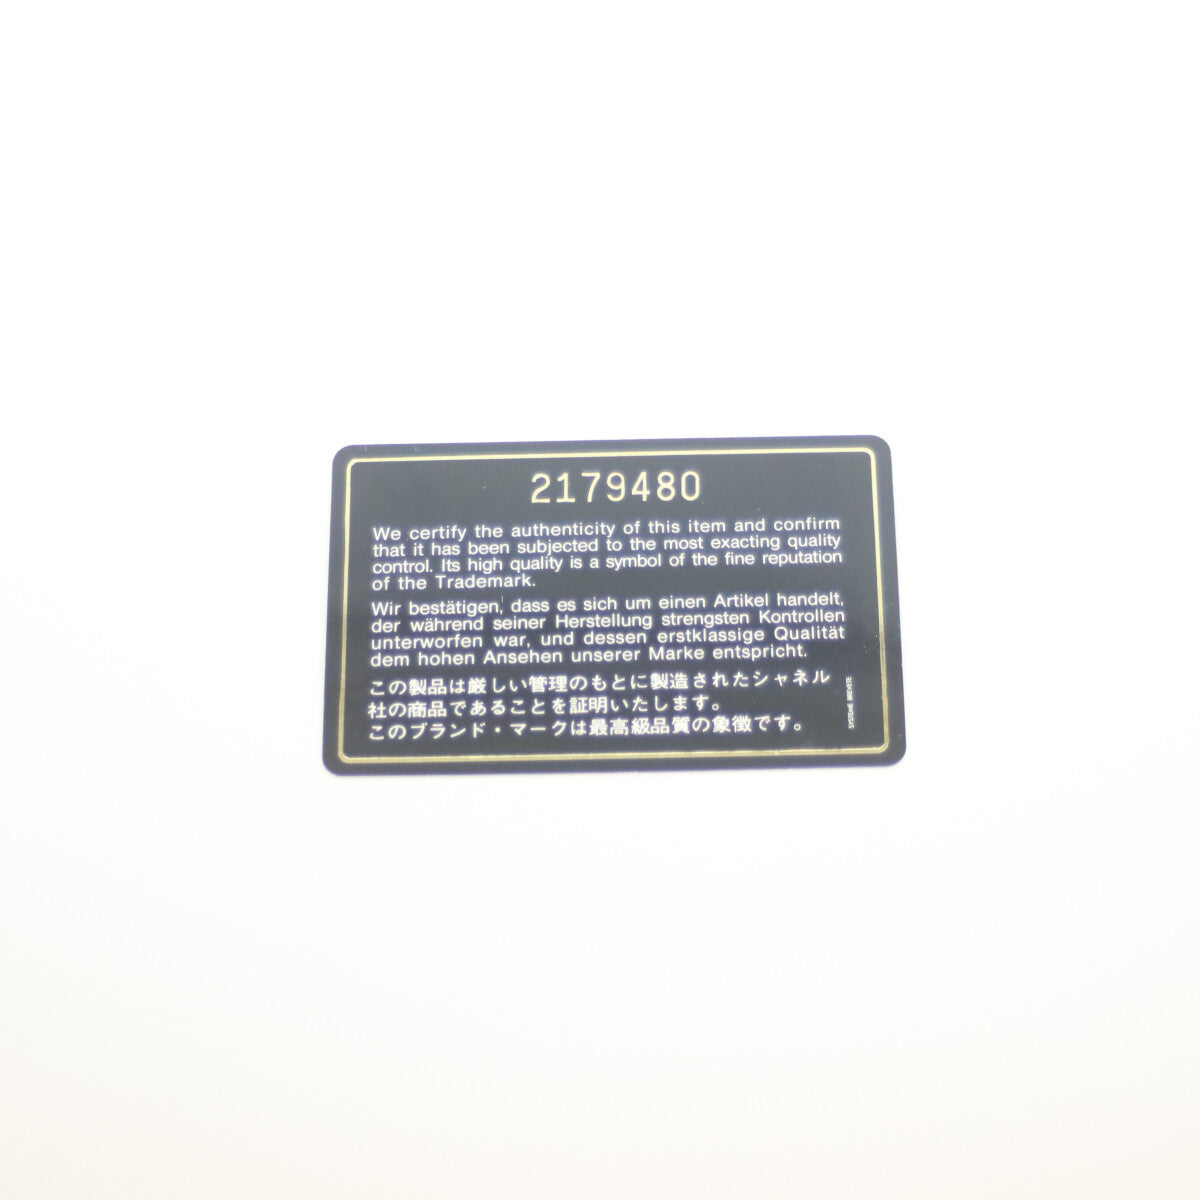 2179480
We certify the authenticity of this item and confirm
that it has been subjected to the most exacting quality
control. Its high quality is a symbol of the fine reputation
of the Trademark.
Wir bestätigen, dass es sich um einen Artikel handelt,
der während seiner Herstellung strengsten Kontrollen
unterworfen war, und dessen erstklassige Qualität
dem hohen Ansehen unserer Marke entspricht.
この製品は厳しい管理のもとに製造されたシャネル
社の商品であることを証明いたします。
このブランド・マークは最高級品質の象徴です。
SYSTEME BREVETE